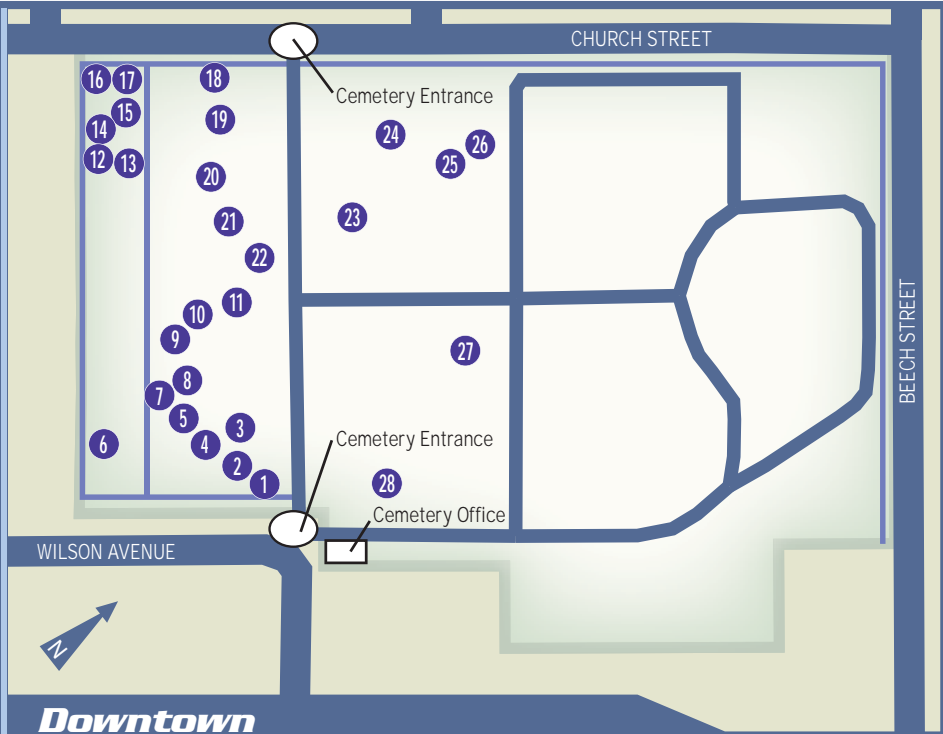 CHURCH STREET
16 17 18
Cemetery Entrance
15 19
14 24
26
12 13 25
20
21 23
22
11
10
9 27
8
7
5 3
6 4 Cemetery Entrance
2
1 28
Cemetery Office
WILSON AVENUE
BEECH STREET
N
Downtown